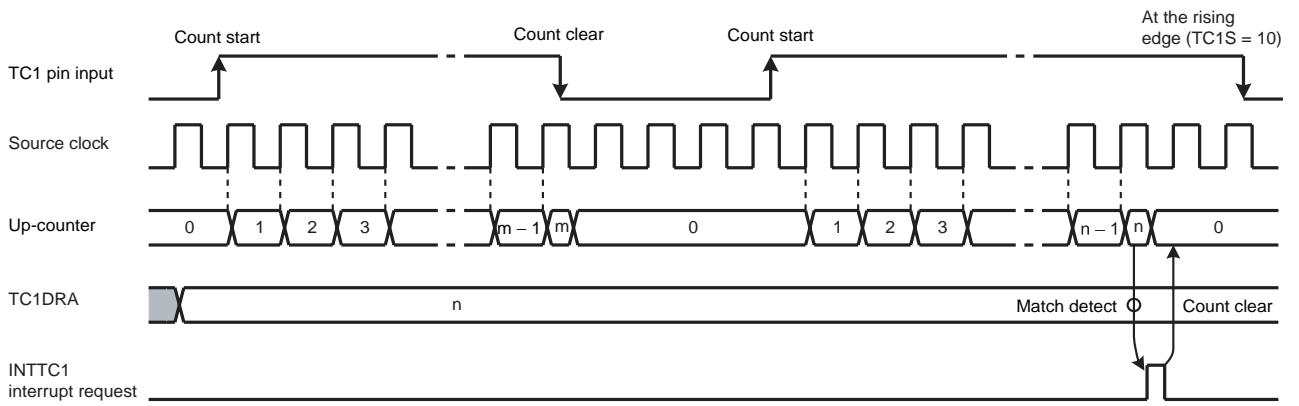 At the rising
edge (TC1S = 10)
Count start
Count clear
Count start
TC1 pin input
Source clock
Up-counter
0 1 2 3 m – 1 m 0 1 2 3 n – 1 n 0
TC1DRA
n
Match detect
Count clear
INTTC1
interrupt request